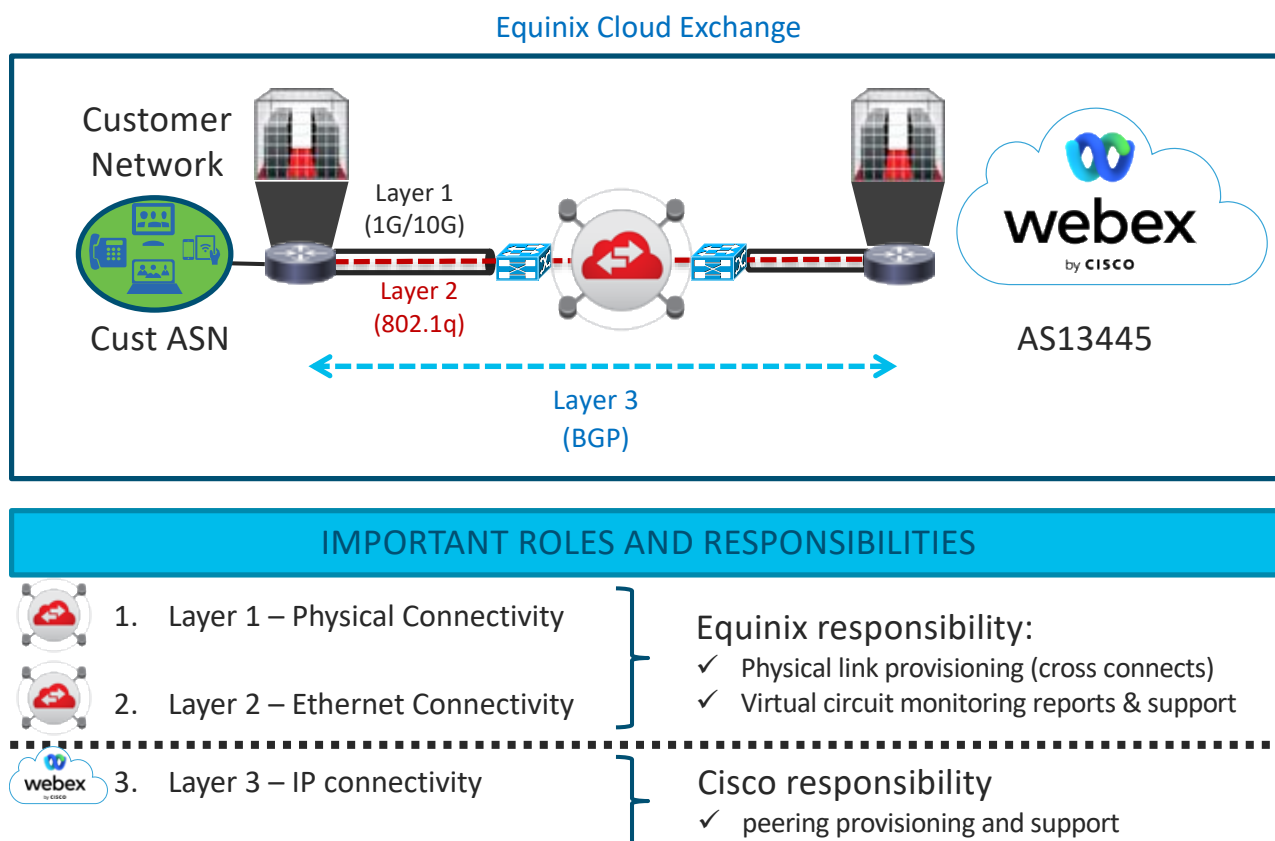 Equinix Cloud Exchange
Customer
Network
Layer 1
(1G/10G)
Layer 2
(802.1q)
Cust ASN
webex
by CISCO
AS13445
Layer 3
(BGP)
IMPORTANT ROLES AND RESPONSIBILITIES
1. Layer 1 – Physical Connectivity
2. Layer 2 – Ethernet Connectivity
Equinix responsibility:
✓ Physical link provisioning (cross connects)
✓ Virtual circuit monitoring reports & support
webex
by CISCO
3. Layer 3 – IP connectivity
Cisco responsibility
✓ peering provisioning and support